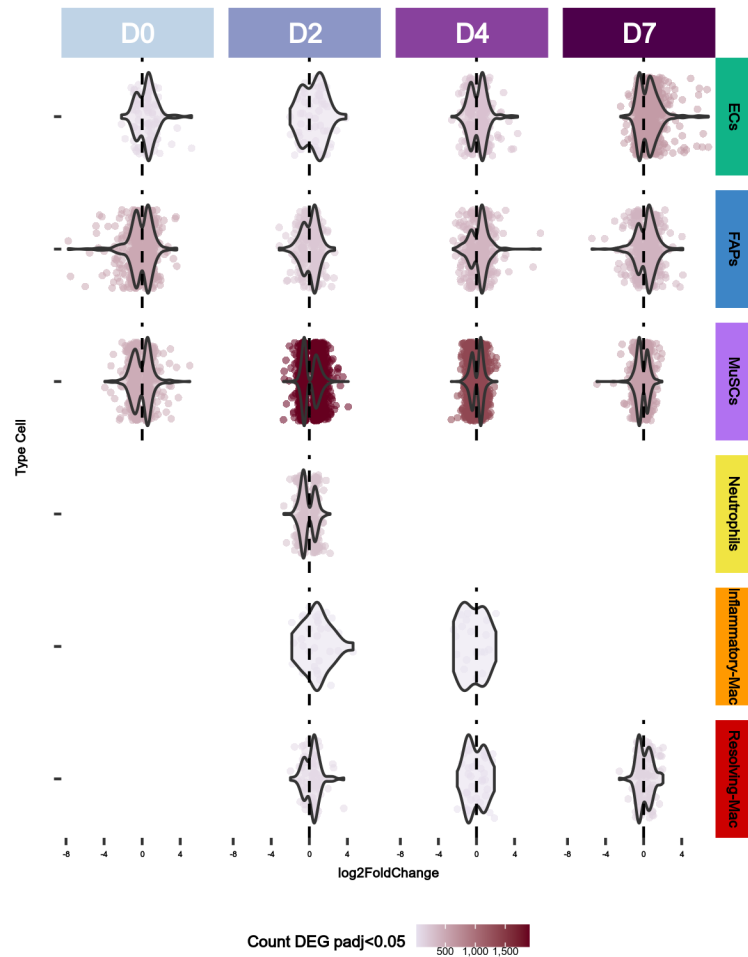 D0 D2 D4 D7
ECs
FAPs
MuSCs
Type Cell
Neutrophils
Inflammatory-Mac
Resolving-Mac
-8 -4 0 4 -8 -4 0 4 -8 -4 0 4 -8 -4 0 4
log2FoldChange
Count DEG padj<0.05
500 1,000 1,500